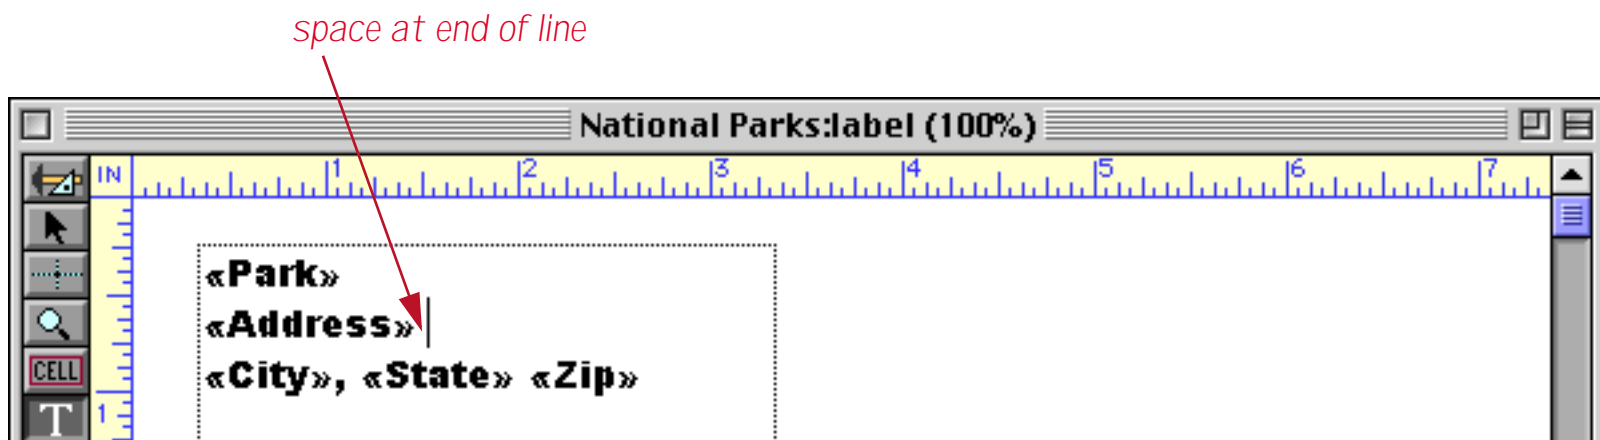 space at end of line
National Parks:label (100%)
IN 1 2 3 4 5 6 7
«Park»
«Address»
«City», «State» «Zip»
CELL
T
1